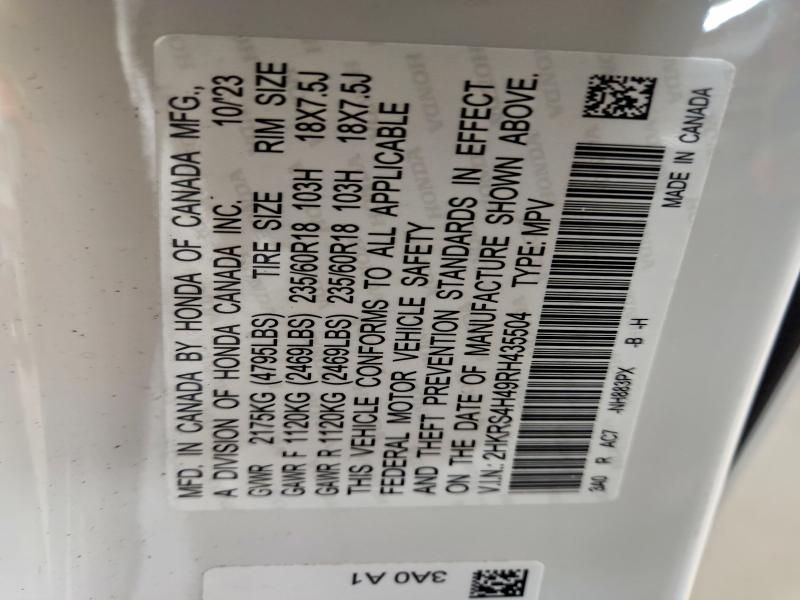 MFD. IN CANADA BY HONDA OF CANADA MFG.,
A DIVISION OF HONDA CANADA INC. 10/'23
GVWR 2175KG (4795LBS) TIRE SIZE RIM SIZE
GAWR F 1120KG (2469LBS) 235/60R18 103H 18X7.5J
GAWR R 1120KG (2469LBS) 235/60R18 103H 18X7.5J
THIS VEHICLE CONFORMS TO ALL APPLICABLE
FEDERAL MOTOR VEHICLE SAFETY
AND THEFT PREVENTION STANDARDS IN EFFECT
ON THE DATE OF MANUFACTURE SHOWN ABOVE.
V.I.N.: 2HKRS4H49RH435504 TYPE: MPV
3A0 R AC7 -NH883PX -B -H
MADE IN CANADA
3A0 A1